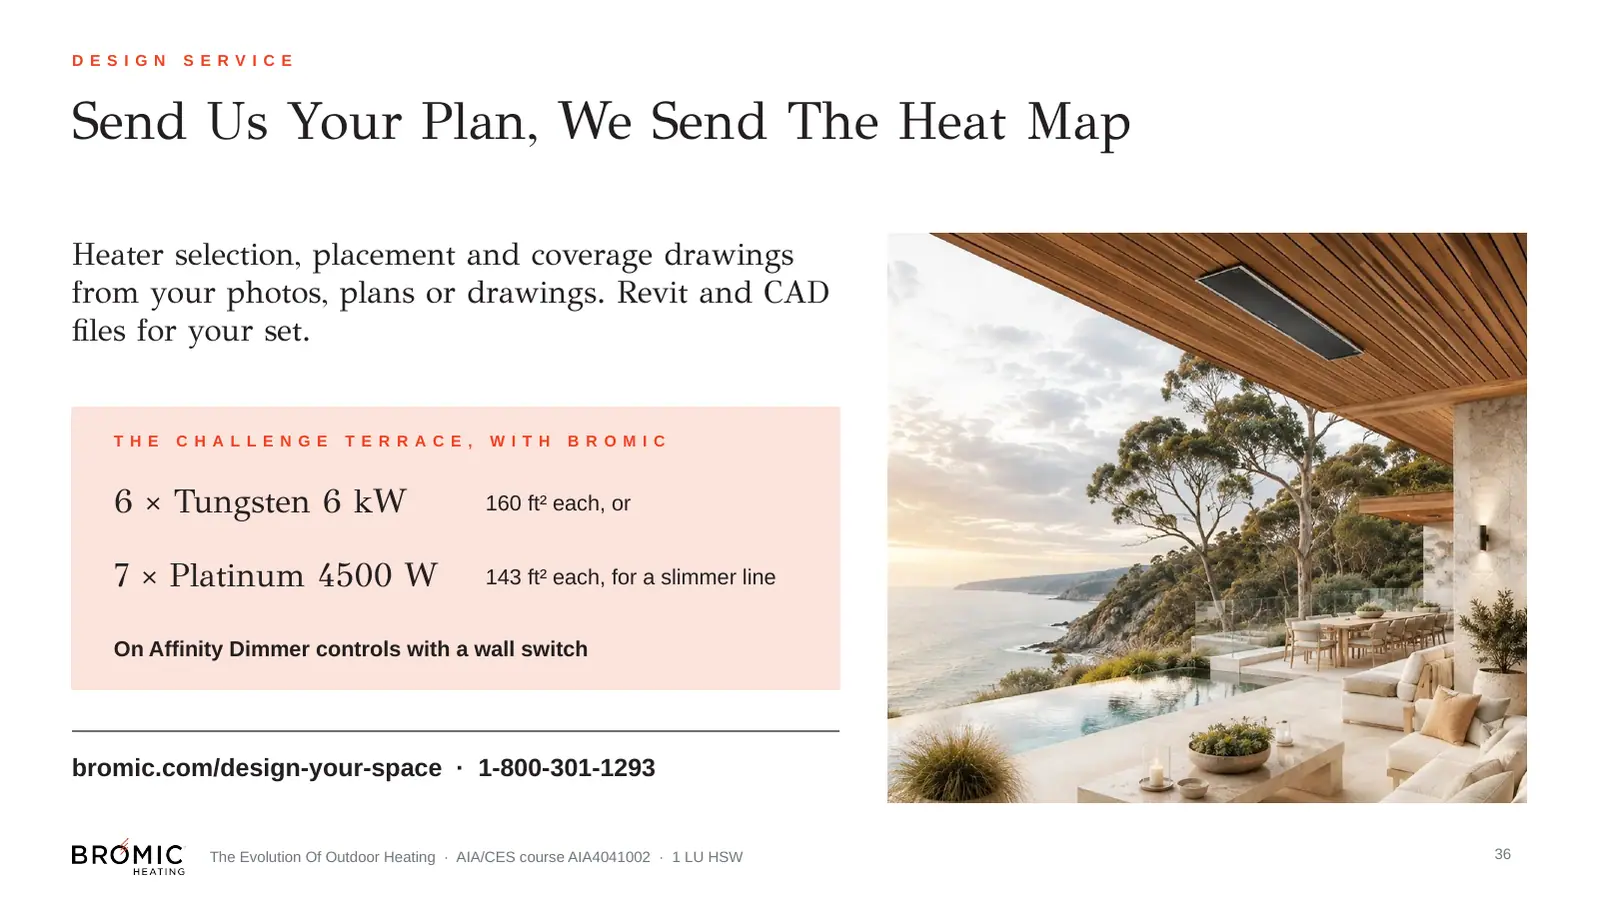 DESIGN SERVICE
Send Us Your Plan, We Send The Heat Map
Heater selection, placement and coverage drawings
from your photos, plans or drawings. Revit and CAD
files for your set.
THE CHALLENGE TERRACE, WITH BROMIC
6 × Tungsten 6 kW 160 ft² each, or
7 × Platinum 4500 W 143 ft² each, for a slimmer line
On Affinity Dimmer controls with a wall switch
bromic.com/design-your-space · 1-800-301-1293
BROMIC
HEATING
The Evolution Of Outdoor Heating · AIA/CES course AIA4041002 · 1 LU HSW
36